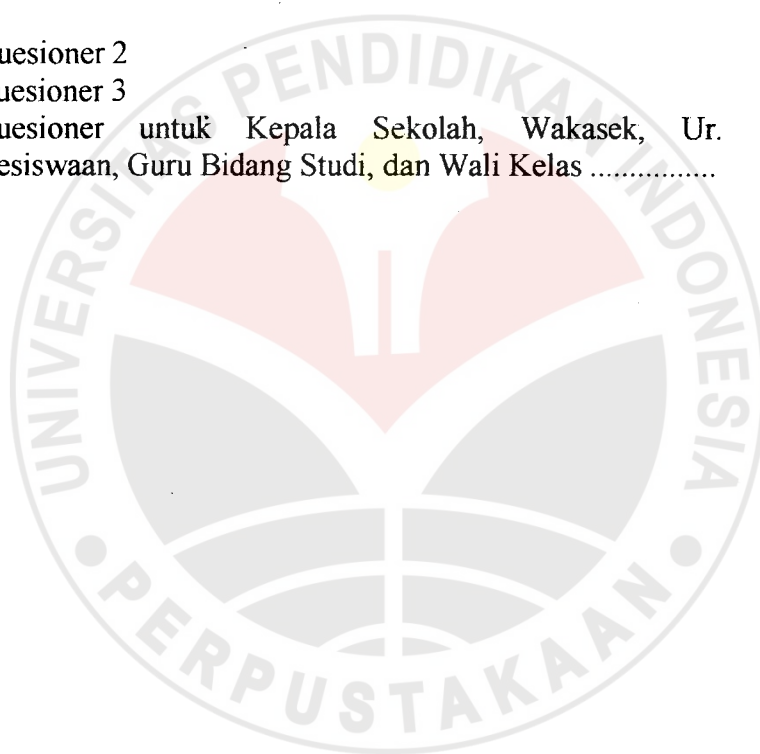 uesioner 2
uesioner 3
uesioner untuk Kepala Sekolah, Wakasek, Ur.
esiswaan, Guru Bidang Studi, dan Wali Kelas ................
UNIVERSITAS PENDIDIKAN INDONESIA
PERPUSTAKAAN